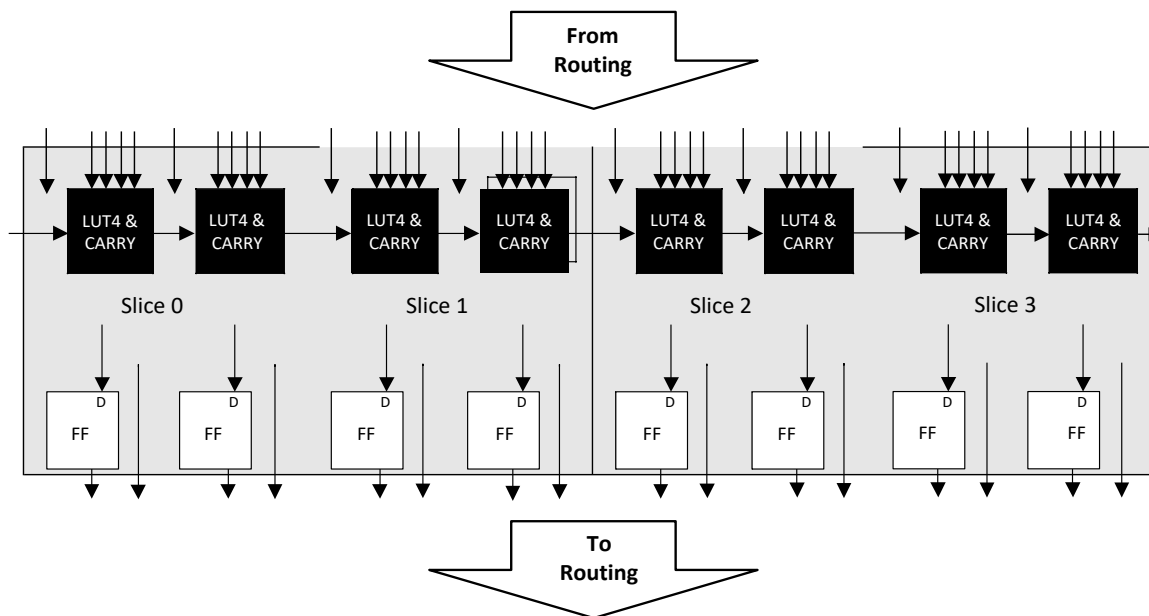 From
Routing
LUT4 &
CARRY
LUT4 &
CARRY
LUT4 &
CARRY
LUT4 &
CARRY
LUT4 &
CARRY
LUT4 &
CARRY
LUT4 &
CARRY
LUT4 &
CARRY
Slice 0
Slice 1
Slice 2
Slice 3
D
FF
D
FF
D
FF
D
FF
D
FF
D
FF
D
FF
D
FF
To
Routing